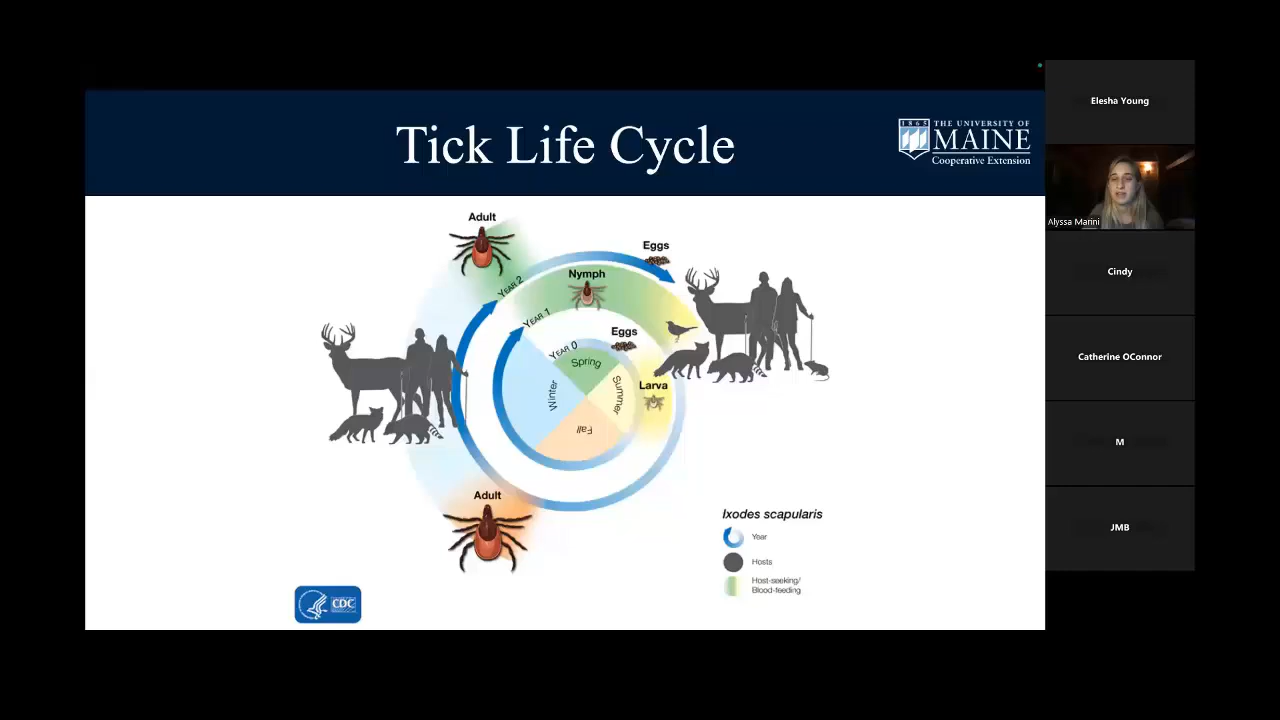 Tick Life Cycle
1865
THE UNIVERSITY OF
MAINE
Cooperative Extension
Adult
Eggs
Nymph
YEAR 2
YEAR 1
Eggs
YEAR 0
Spring
Winter
Summer
Larva
Fall
Adult
Ixodes scapularis
Year
Hosts
Host-seeking/
Blood-feeding
CDC
Elesha Young
Alyssa Marini
Cindy
Catherine OConnor
M
JMB